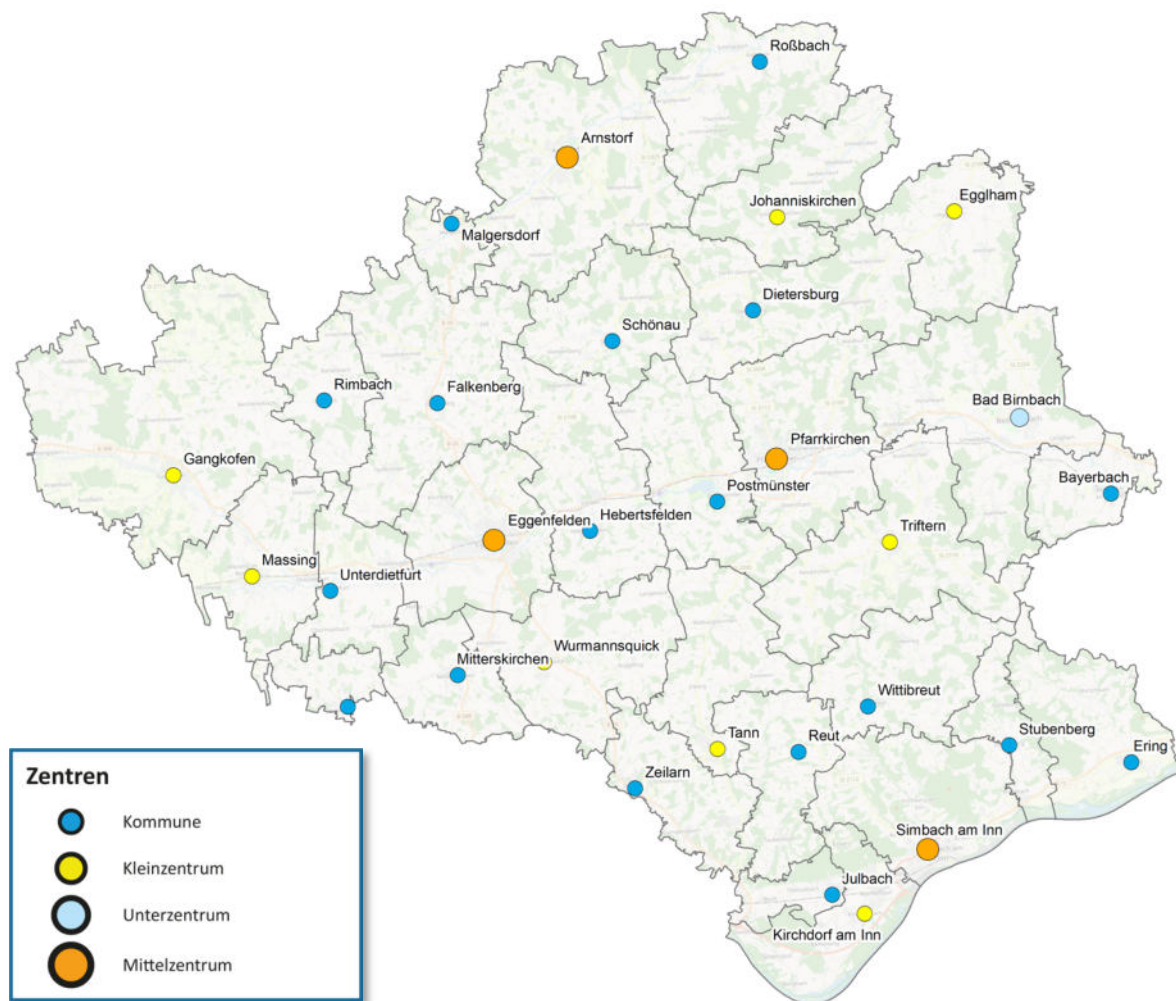 Roßbach
Arnstorf
Johanniskirchen
Egglham
Malgersdorf
Dietersburg
Schönau
Rimbach
Falkenberg
Bad Birnbach
Pfarrkirchen
Gangkofen
Bayerbach
Postmünster
Eggenfelden
Hebertsfelden
Triftern
Massing
Unterdietfurt
Wurmannsquick
Mitterskirchen
Wittibreut
Stubenberg
Tann
Reut
Ering
Zeilarn
Simbach am Inn
Julbach
Kirchdorf am Inn
Zentren
Kommune
Kleinzentrum
Unterzentrum
Mittelzentrum